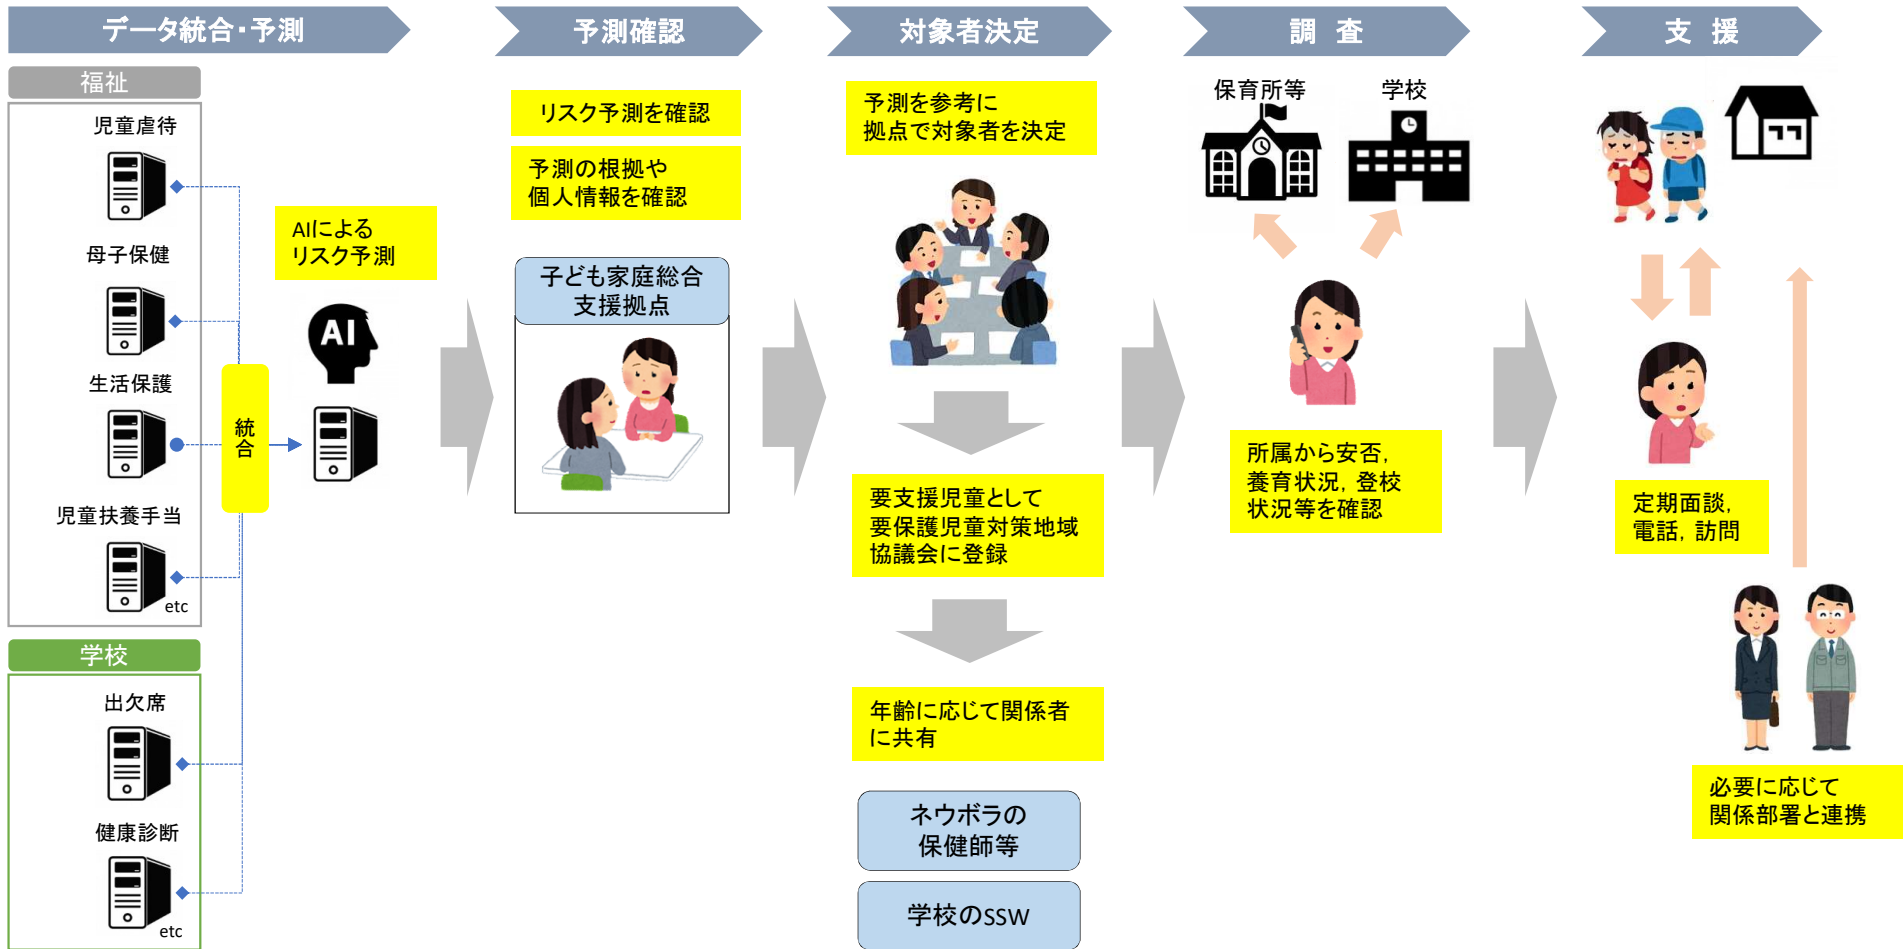 データ統合・予測
予測確認
対象者決定
調 査
支 援
福祉
児童虐待
母子保健
生活保護
児童扶養手当
etc
学校
出欠席
健康診断
etc
統合
AIによる
リスク予測
AI
リスク予測を確認
予測の根拠や
個人情報を確認
子ども家庭総合
支援拠点
予測を参考に
拠点で対象者を決定
要支援児童として
要保護児童対策地域
協議会に登録
年齢に応じて関係者
に共有
ネウボラの
保健師等
学校のSSW
保育所等
学校
所属から安否,
養育状況, 登校
状況等を確認
定期面談,
電話, 訪問
必要に応じて
関係部署と連携